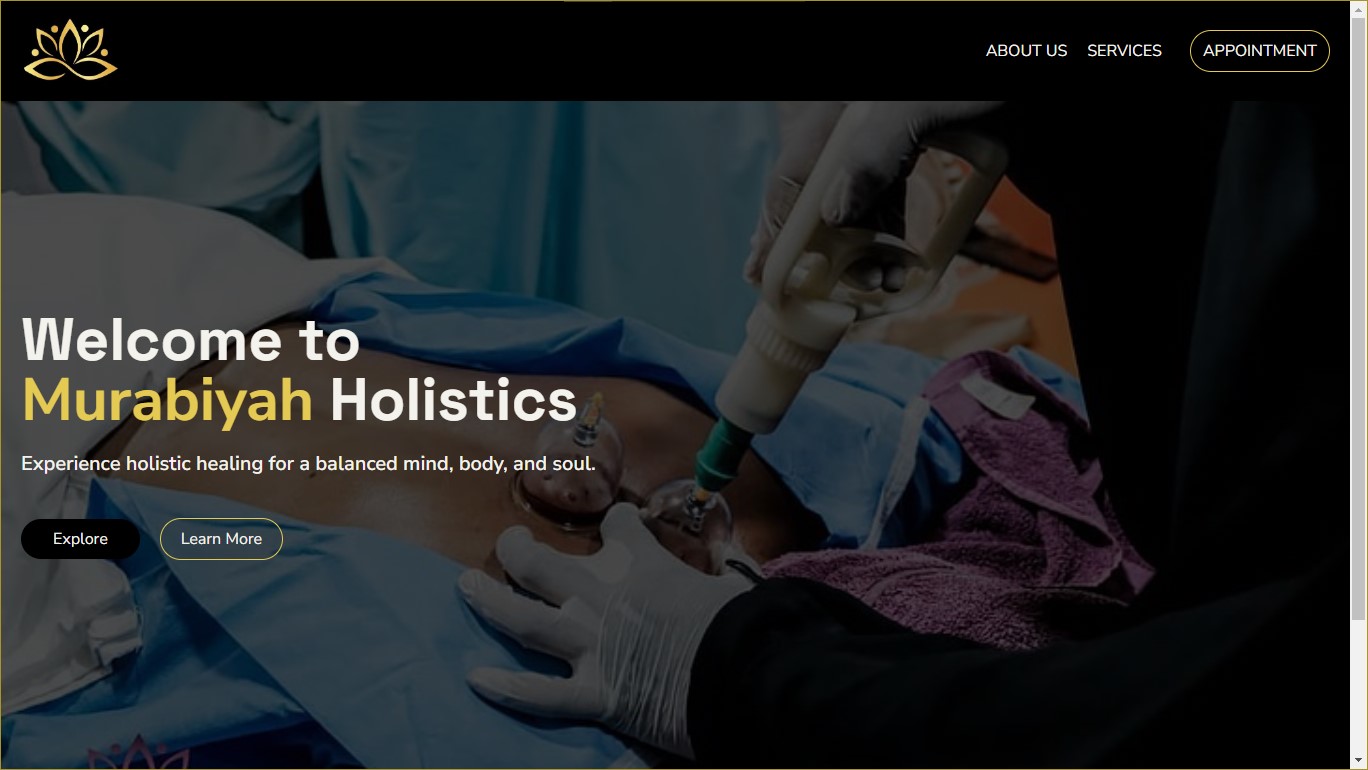 ABOUT US
SERVICES
APPOINTMENT
Welcome to
Murabiyah Holistics
Experience holistic healing for a balanced mind, body, and soul.
Explore
Learn More